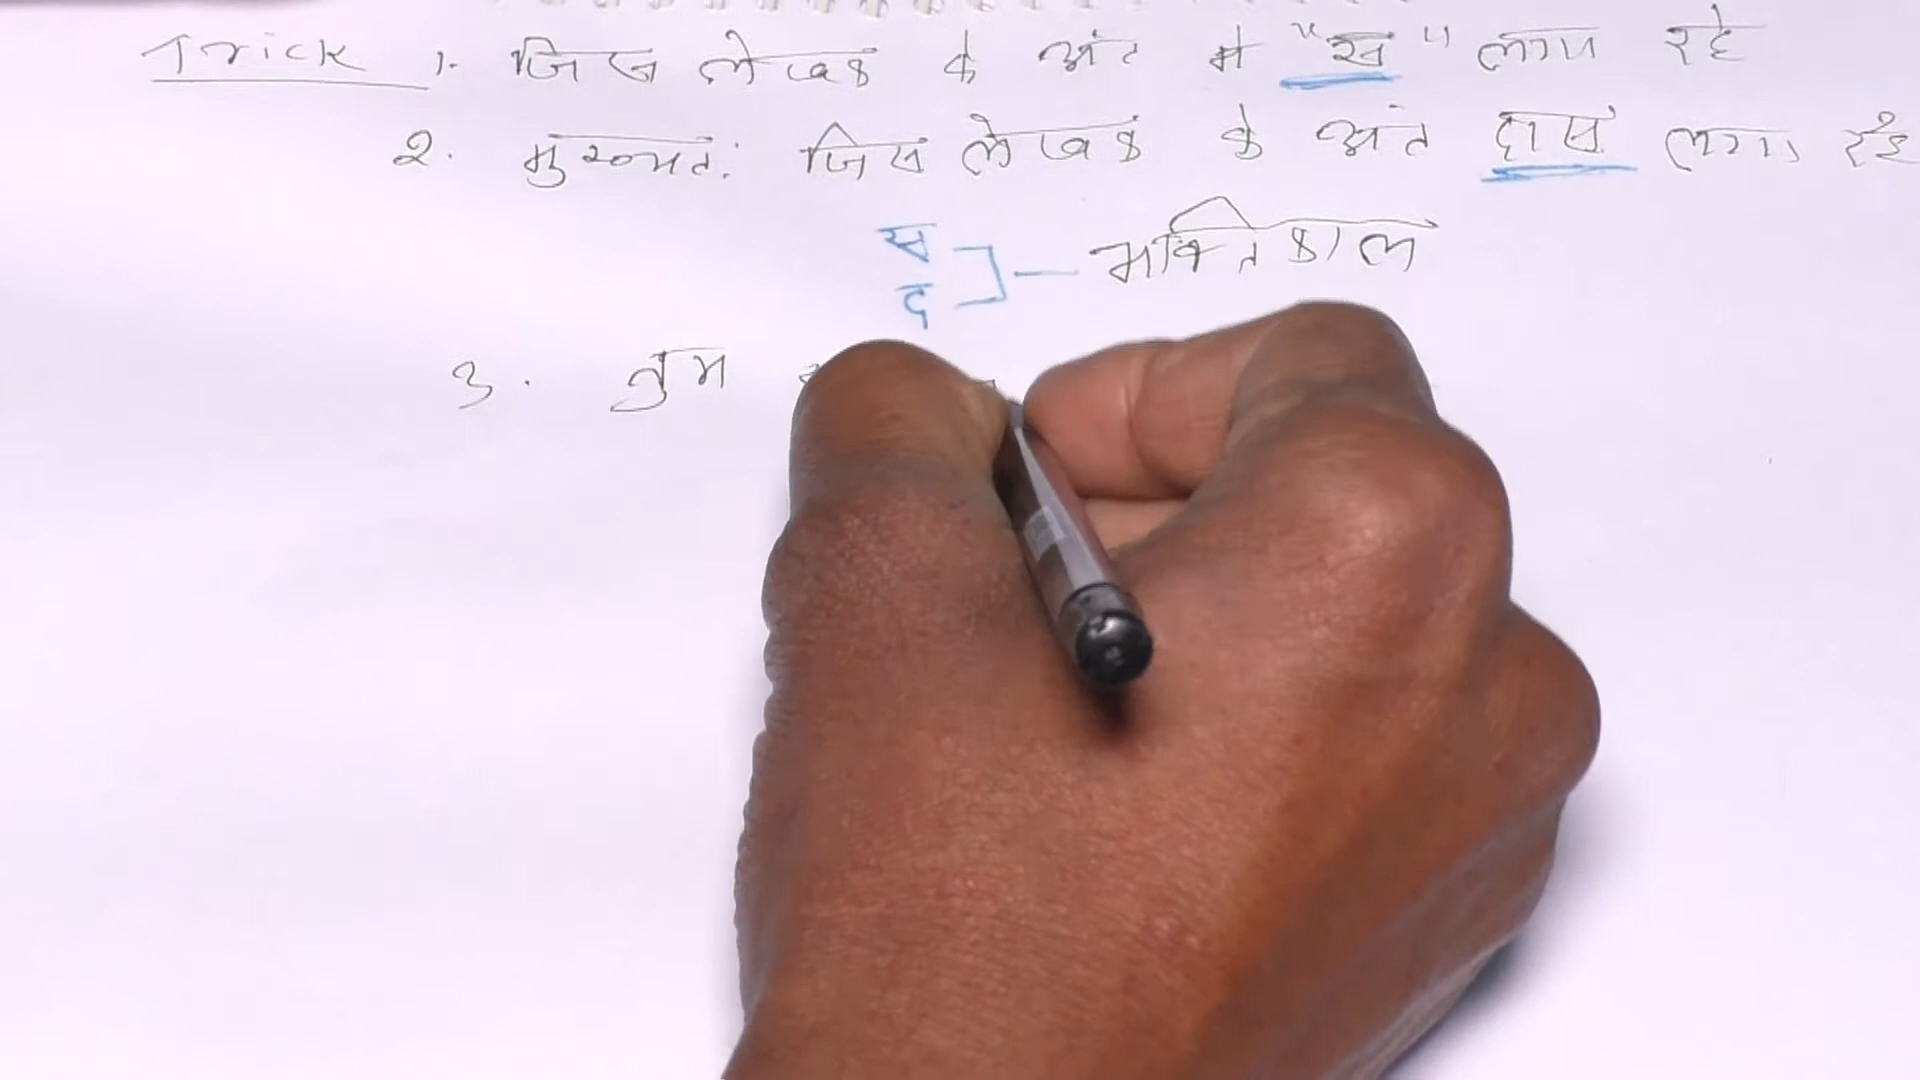 Trick 1. जिस लेखक के अंत में "स" लगा रहे
2. मुख्यतः जिस लेखक के अंत दास लगा रहे
स
द ] — भक्तिकाल
3. तुम